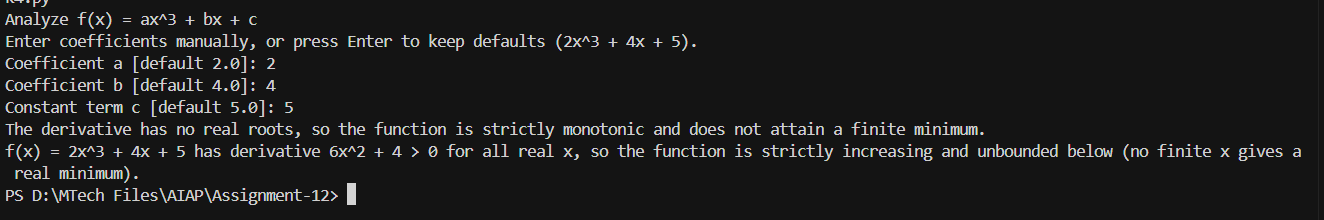 Analyze f(x) = ax^3 + bx + c
Enter coefficients manually, or press Enter to keep defaults (2x^3 + 4x + 5).
Coefficient a [default 2.0]: 2
Coefficient b [default 4.0]: 4
Constant term c [default 5.0]: 5
The derivative has no real roots, so the function is strictly monotonic and does not attain a finite minimum.
f(x) = 2x^3 + 4x + 5 has derivative 6x^2 + 4 > 0 for all real x, so the function is strictly increasing and unbounded below (no finite x gives a
 real minimum).
PS D:\MTech Files\AIAP\Assignment-12>